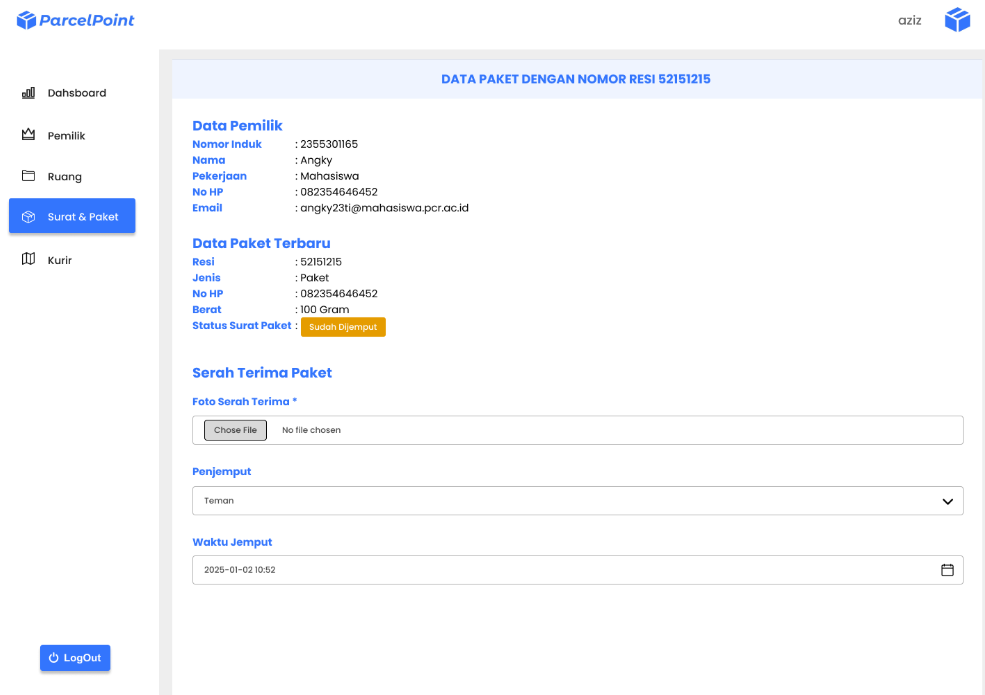 ParcelPoint
aziz
Dahsboard
Pemilik
Ruang
Surat & Paket
Kurir
LogOut
DATA PAKET DENGAN NOMOR RESI 52151215
Data Pemilik
Nomor Induk : 2355301165
Nama : Angky
Pekerjaan : Mahasiswa
No HP : 082354646452
Email : angky23ti@mahasiswa.pcr.ac.id
Data Paket Terbaru
Resi : 52151215
Jenis : Paket
No HP : 082354646452
Berat : 100 Gram
Status Surat Paket : Sudah Dijemput
Serah Terima Paket
Foto Serah Terima *
Chose File No file chosen
Penjemput
Teman
Waktu Jemput
2025-01-02 10:52